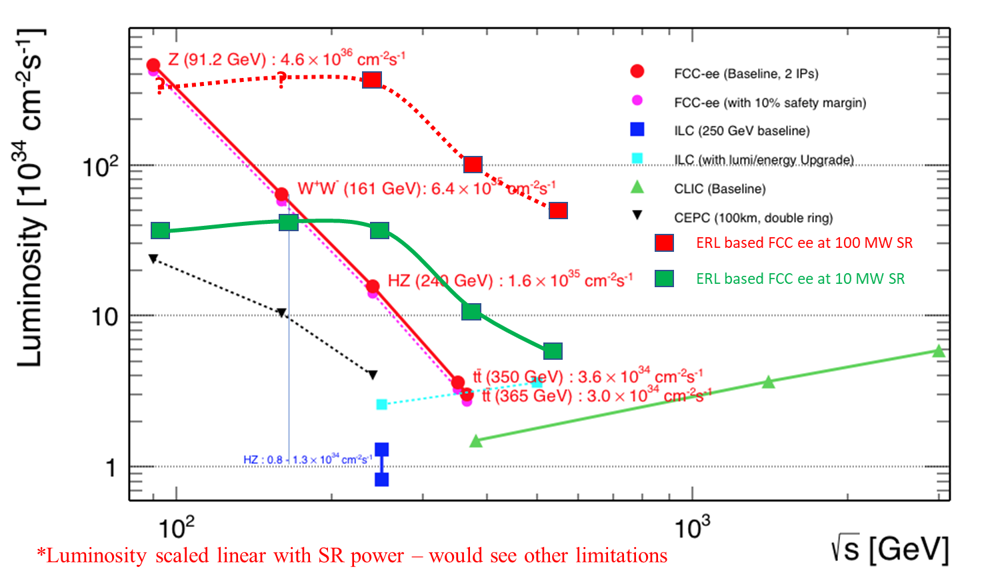 Luminosity [10³⁴ cm⁻²s⁻¹]
10²
10
1
10²
10³
√s [GeV]
Z (91.2 GeV) : 4.6 × 10³⁶ cm⁻²s⁻¹
?
?
W⁺W⁻ (161 GeV): 6.4 × 10³⁵ cm⁻²s⁻¹
HZ (240 GeV) : 1.6 × 10³⁵ cm⁻²s⁻¹
tt̄ (350 GeV) : 3.6 × 10³⁴ cm⁻²s⁻¹
tt̄ (365 GeV) : 3.0 × 10³⁴ cm⁻²s⁻¹
HZ : 0.8 - 1.3 × 10³⁴ cm⁻²s⁻¹
FCC-ee (Baseline, 2 IPs)
FCC-ee (with 10% safety margin)
ILC (250 GeV baseline)
ILC (with lumi/energy Upgrade)
CLIC (Baseline)
CEPC (100km, double ring)
ERL based FCC ee at 100 MW SR
ERL based FCC ee at 10 MW SR
*Luminosity scaled linear with SR power – would see other limitations